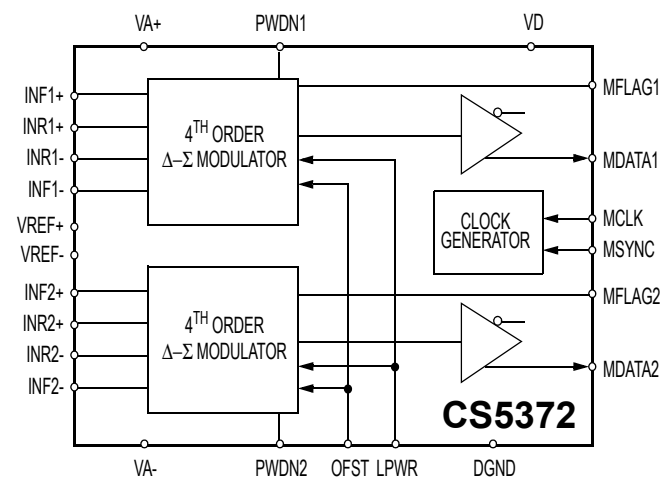 VA+ PWDN1 VD
INF1+
INR1+
INR1-
INF1-
VREF+
VREF-
INF2+
INR2+
INR2-
INF2-
4TH ORDER
Δ–Σ MODULATOR
4TH ORDER
Δ–Σ MODULATOR
CLOCK
GENERATOR
MFLAG1
MDATA1
MCLK
MSYNC
MFLAG2
MDATA2
CS5372
VA- PWDN2 OFST LPWR DGND